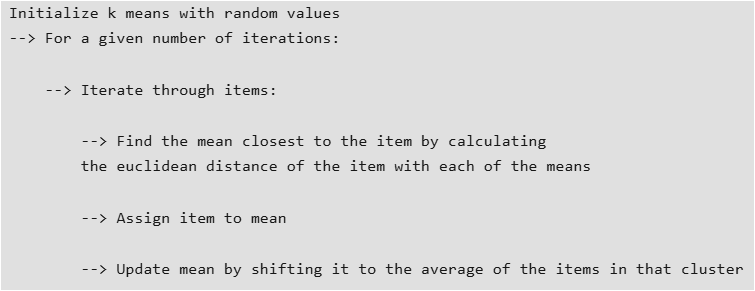 Initialize k means with random values
--> For a given number of iterations:
--> Iterate through items:
--> Find the mean closest to the item by calculating
the euclidean distance of the item with each of the means
--> Assign item to mean
--> Update mean by shifting it to the average of the items in that cluster